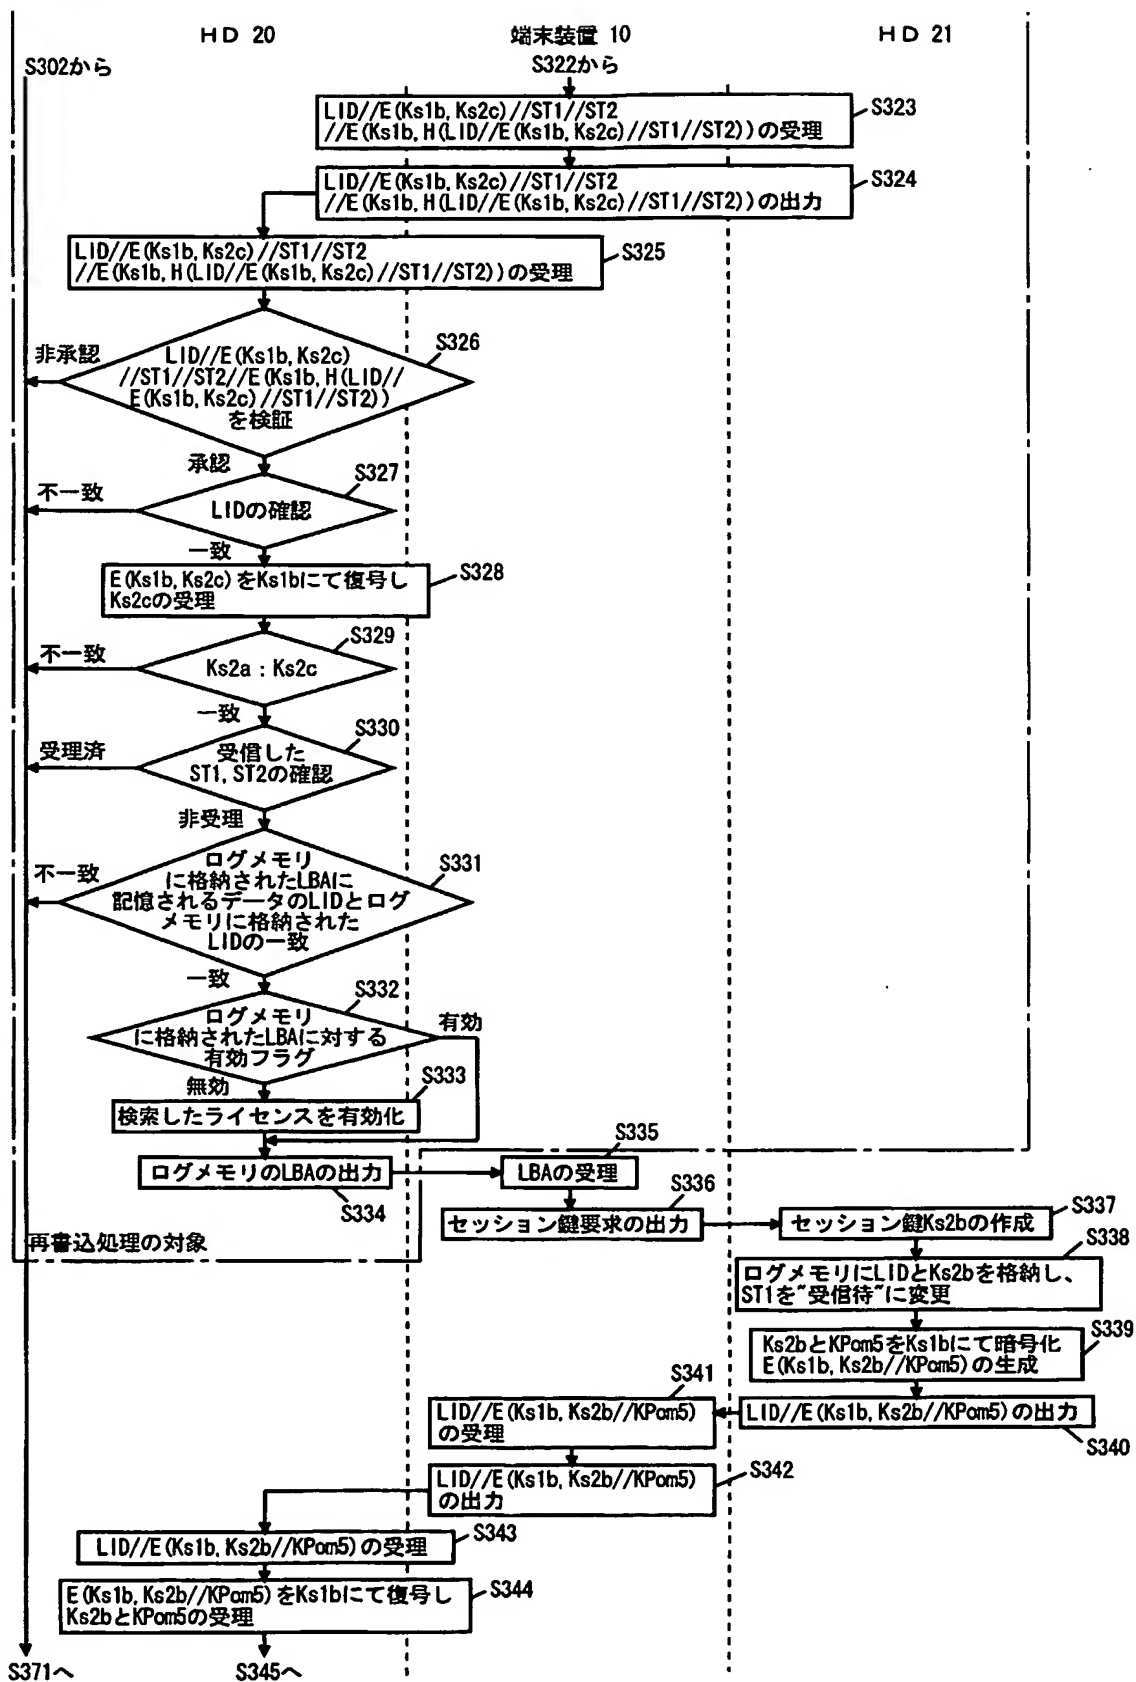 HD 20
端末装置 10
HD 21
S302から
S322から
LID//E(Ks1b, Ks2c)//ST1//ST2
//E(Ks1b, H(LID//E(Ks1b, Ks2c)//ST1//ST2))の受理
S323
LID//E(Ks1b, Ks2c)//ST1//ST2
//E(Ks1b, H(LID//E(Ks1b, Ks2c)//ST1//ST2))の出力
S324
LID//E(Ks1b, Ks2c)//ST1//ST2
//E(Ks1b, H(LID//E(Ks1b, Ks2c)//ST1//ST2))の受理
S325
非承認
LID//E(Ks1b, Ks2c)
//ST1//ST2//E(Ks1b, H(LID//
E(Ks1b, Ks2c)//ST1//ST2))
を検証
S326
承認
不一致
LIDの確認
S327
一致
E(Ks1b, Ks2c)をKs1bにて復号し
Ks2cの受理
S328
不一致
Ks2a : Ks2c
S329
一致
受理済
受信した
ST1, ST2の確認
S330
非受理
不一致
ログメモリ
に格納されたLBAに
記憶されるデータのLIDとログ
メモリに格納された
LIDの一致
S331
一致
ログメモリ
に格納されたLBAに対する
有効フラグ
S332
有効
無効
検索したライセンスを有効化
S333
ログメモリのLBAの出力
S334
LBAの受理
S335
セッション鍵要求の出力
S336
セッション鍵Ks2bの作成
S337
再書込処理の対象
ログメモリにLIDとKs2bを格納し、
ST1を"受信待"に変更
S338
Ks2bとKPom5をKs1bにて暗号化
E(Ks1b, Ks2b//KPom5)の生成
S339
LID//E(Ks1b, Ks2b//KPom5)の出力
S340
LID//E(Ks1b, Ks2b//KPom5)
の受理
S341
LID//E(Ks1b, Ks2b//KPom5)
の出力
S342
LID//E(Ks1b, Ks2b//KPom5)の受理
S343
E(Ks1b, Ks2b//KPom5)をKs1bにて復号し
Ks2bとKPom5の受理
S344
S371へ
S345へ